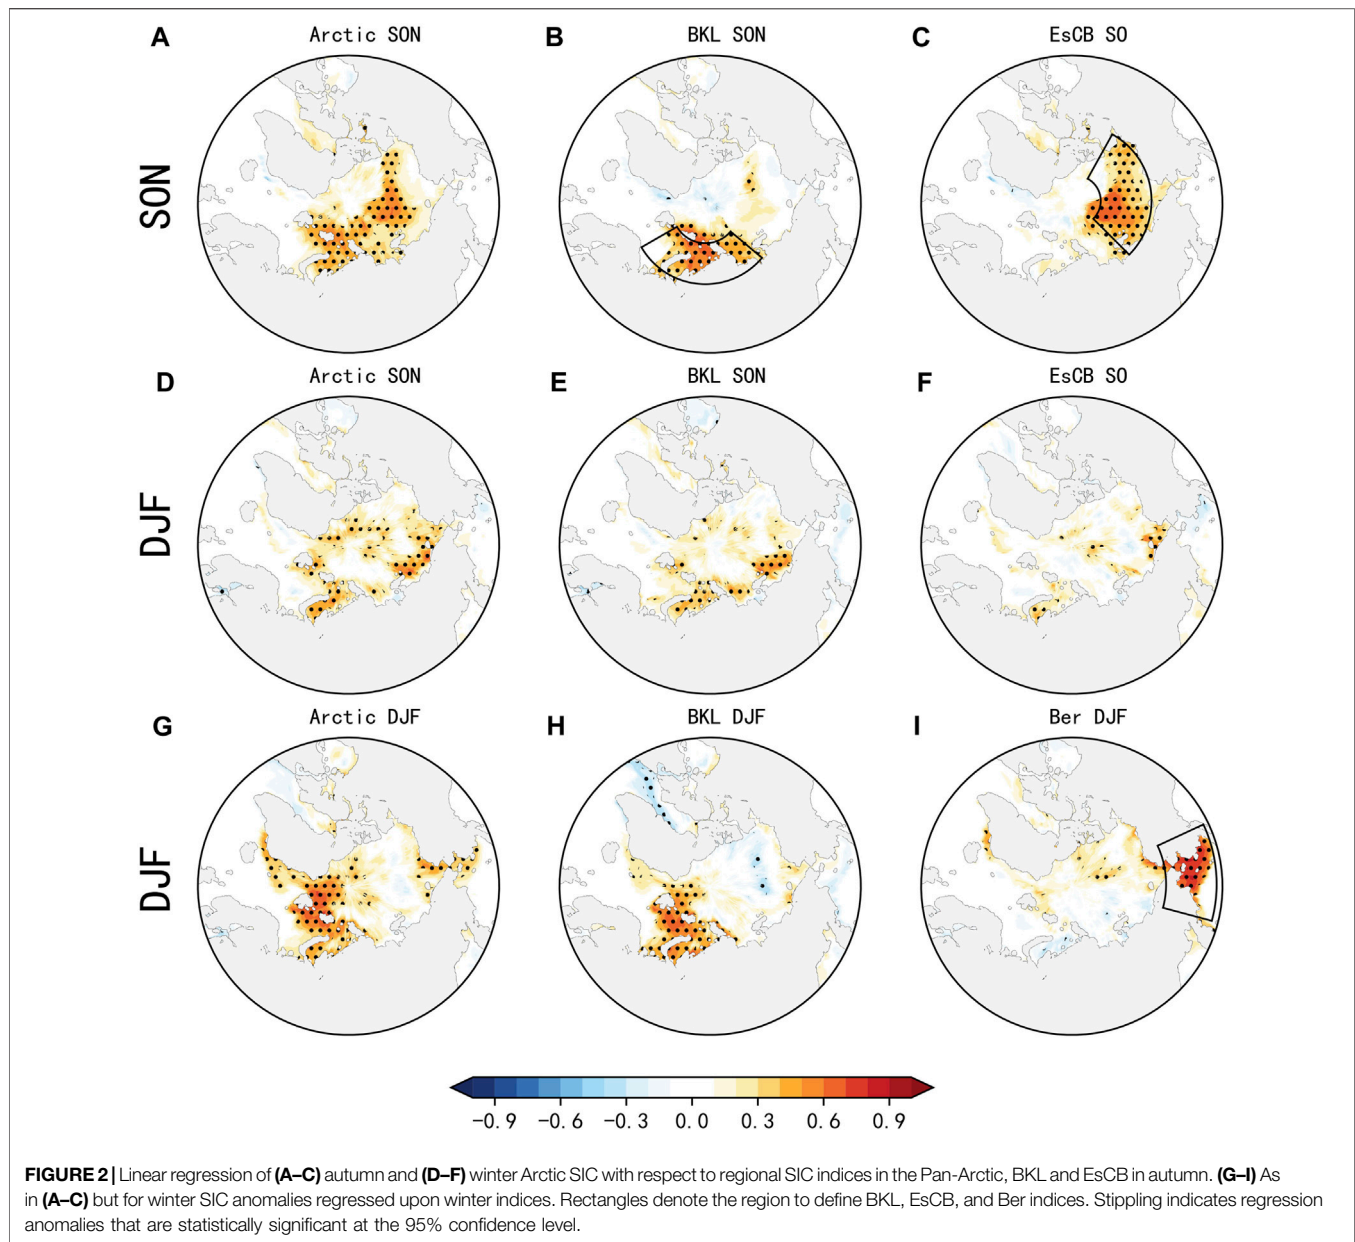 A Arctic SON
B BKL SON
C EsCB SO
SON
D Arctic SON
E BKL SON
F EsCB SO
DJF
G Arctic DJF
H BKL DJF
I Ber DJF
DJF
−0.9 −0.6 −0.3 0.0 0.3 0.6 0.9
FIGURE 2 | Linear regression of (A–C) autumn and (D–F) winter Arctic SIC with respect to regional SIC indices in the Pan-Arctic, BKL and EsCB in autumn. (G–I) As
in (A–C) but for winter SIC anomalies regressed upon winter indices. Rectangles denote the region to define BKL, EsCB, and Ber indices. Stippling indicates regression
anomalies that are statistically significant at the 95% confidence level.